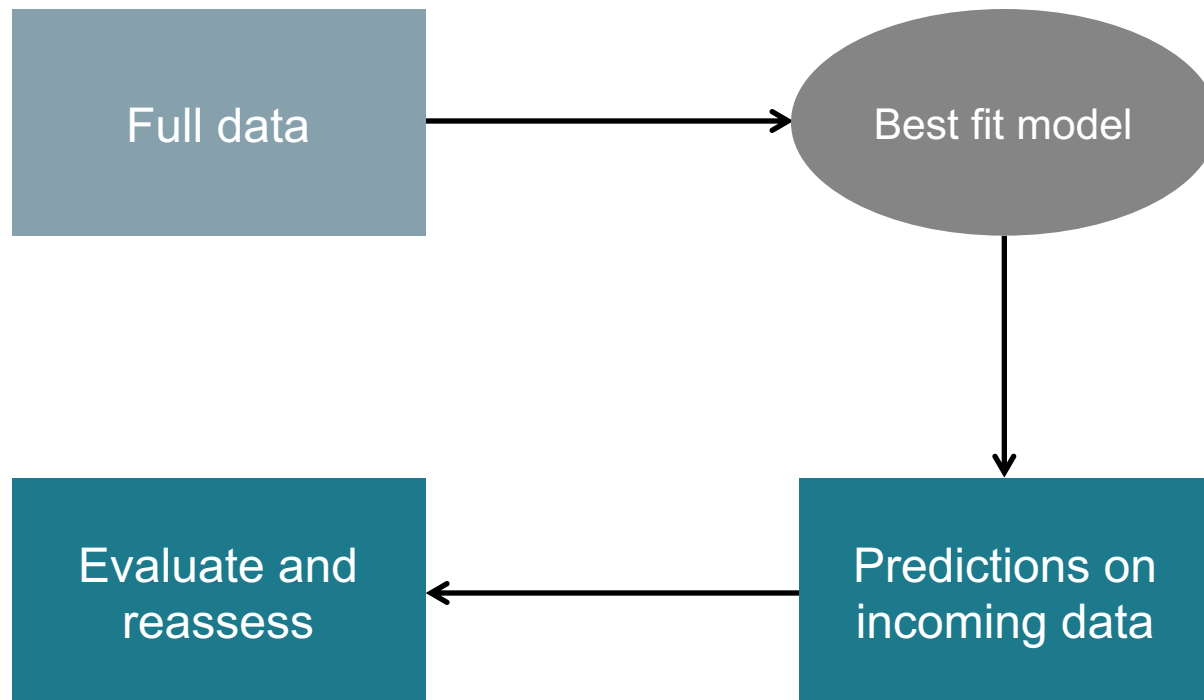 Full data
Best fit model
Evaluate and
reassess
Predictions on
incoming data